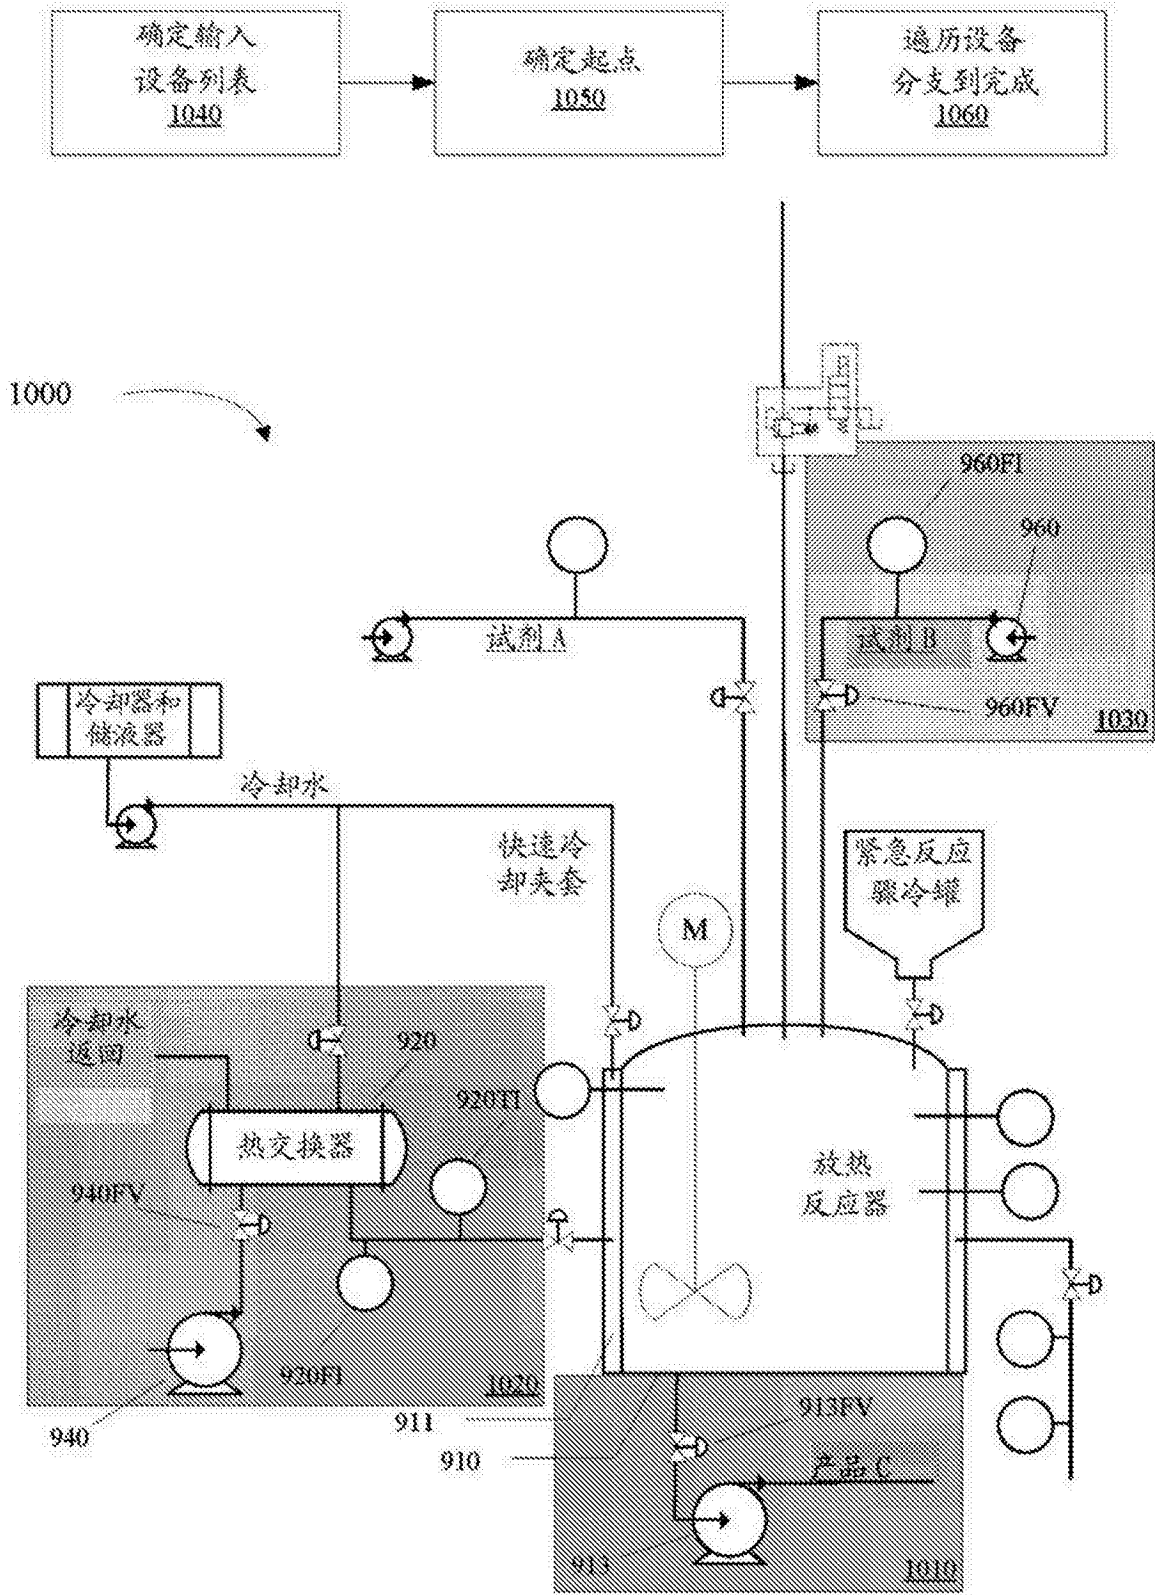 确定输入
设备列表
1040
确定起点
1050
遍历设备
分支到完成
1060
1000
960FI
960
试剂 A
试剂 B
960FV
1030
冷却器和
储液器
冷却水
快速冷
却夹套
紧急反应
骤冷罐
M
冷却水
返回
920
920TI
热交换器
放热
反应器
940FV
920FI
1020
940
911
910
913FV
产品 C
913
1010